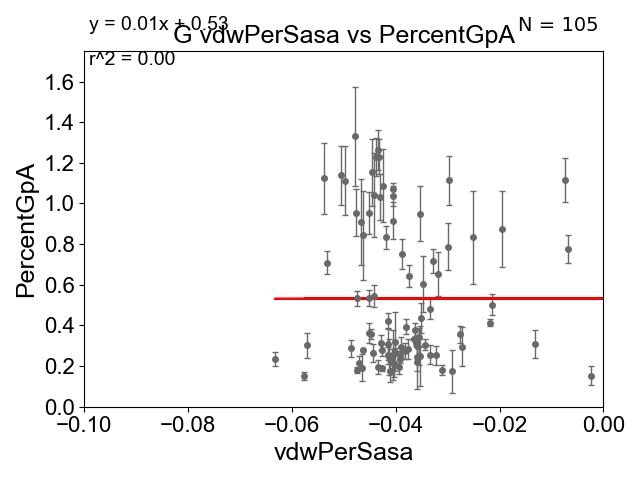 y = 0.01x + 0.53
G vdwPerSasa vs PercentGpA
N = 105
r^2 = 0.00
1.6
1.4
1.2
1.0
0.8
0.6
0.4
0.2
0.0
PercentGpA
−0.10
−0.08
−0.06
−0.04
−0.02
0.00
vdwPerSasa